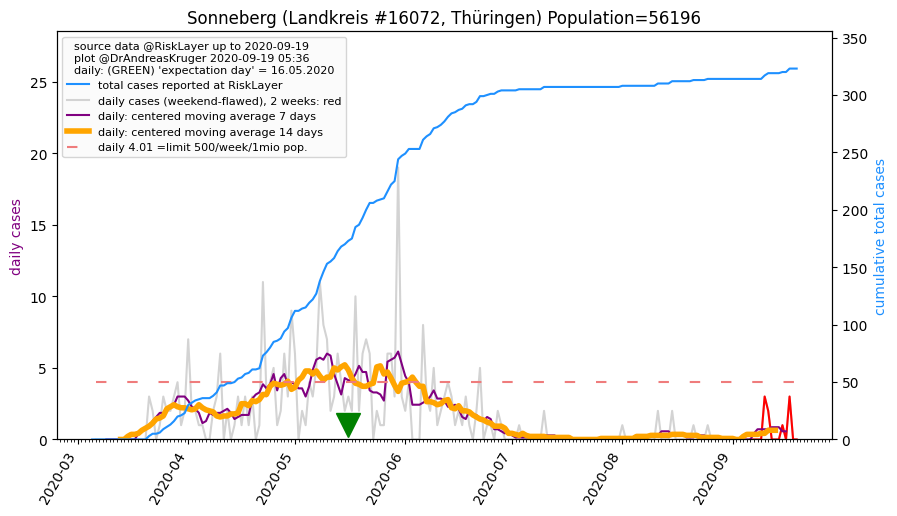 Sonneberg (Landkreis #16072, Thüringen) Population=56196
source data @RiskLayer up to 2020-09-19
plot @DrAndreasKruger 2020-09-19 05:36
daily: (GREEN) 'expectation day' = 16.05.2020
total cases reported at RiskLayer
daily cases (weekend-flawed), 2 weeks: red
daily: centered moving average 7 days
daily: centered moving average 14 days
daily 4.01 =limit 500/week/1mio pop.
daily cases
25
20
15
10
5
0
cumulative total cases
350
300
250
200
150
100
50
0
2020-03
2020-04
2020-05
2020-06
2020-07
2020-08
2020-09